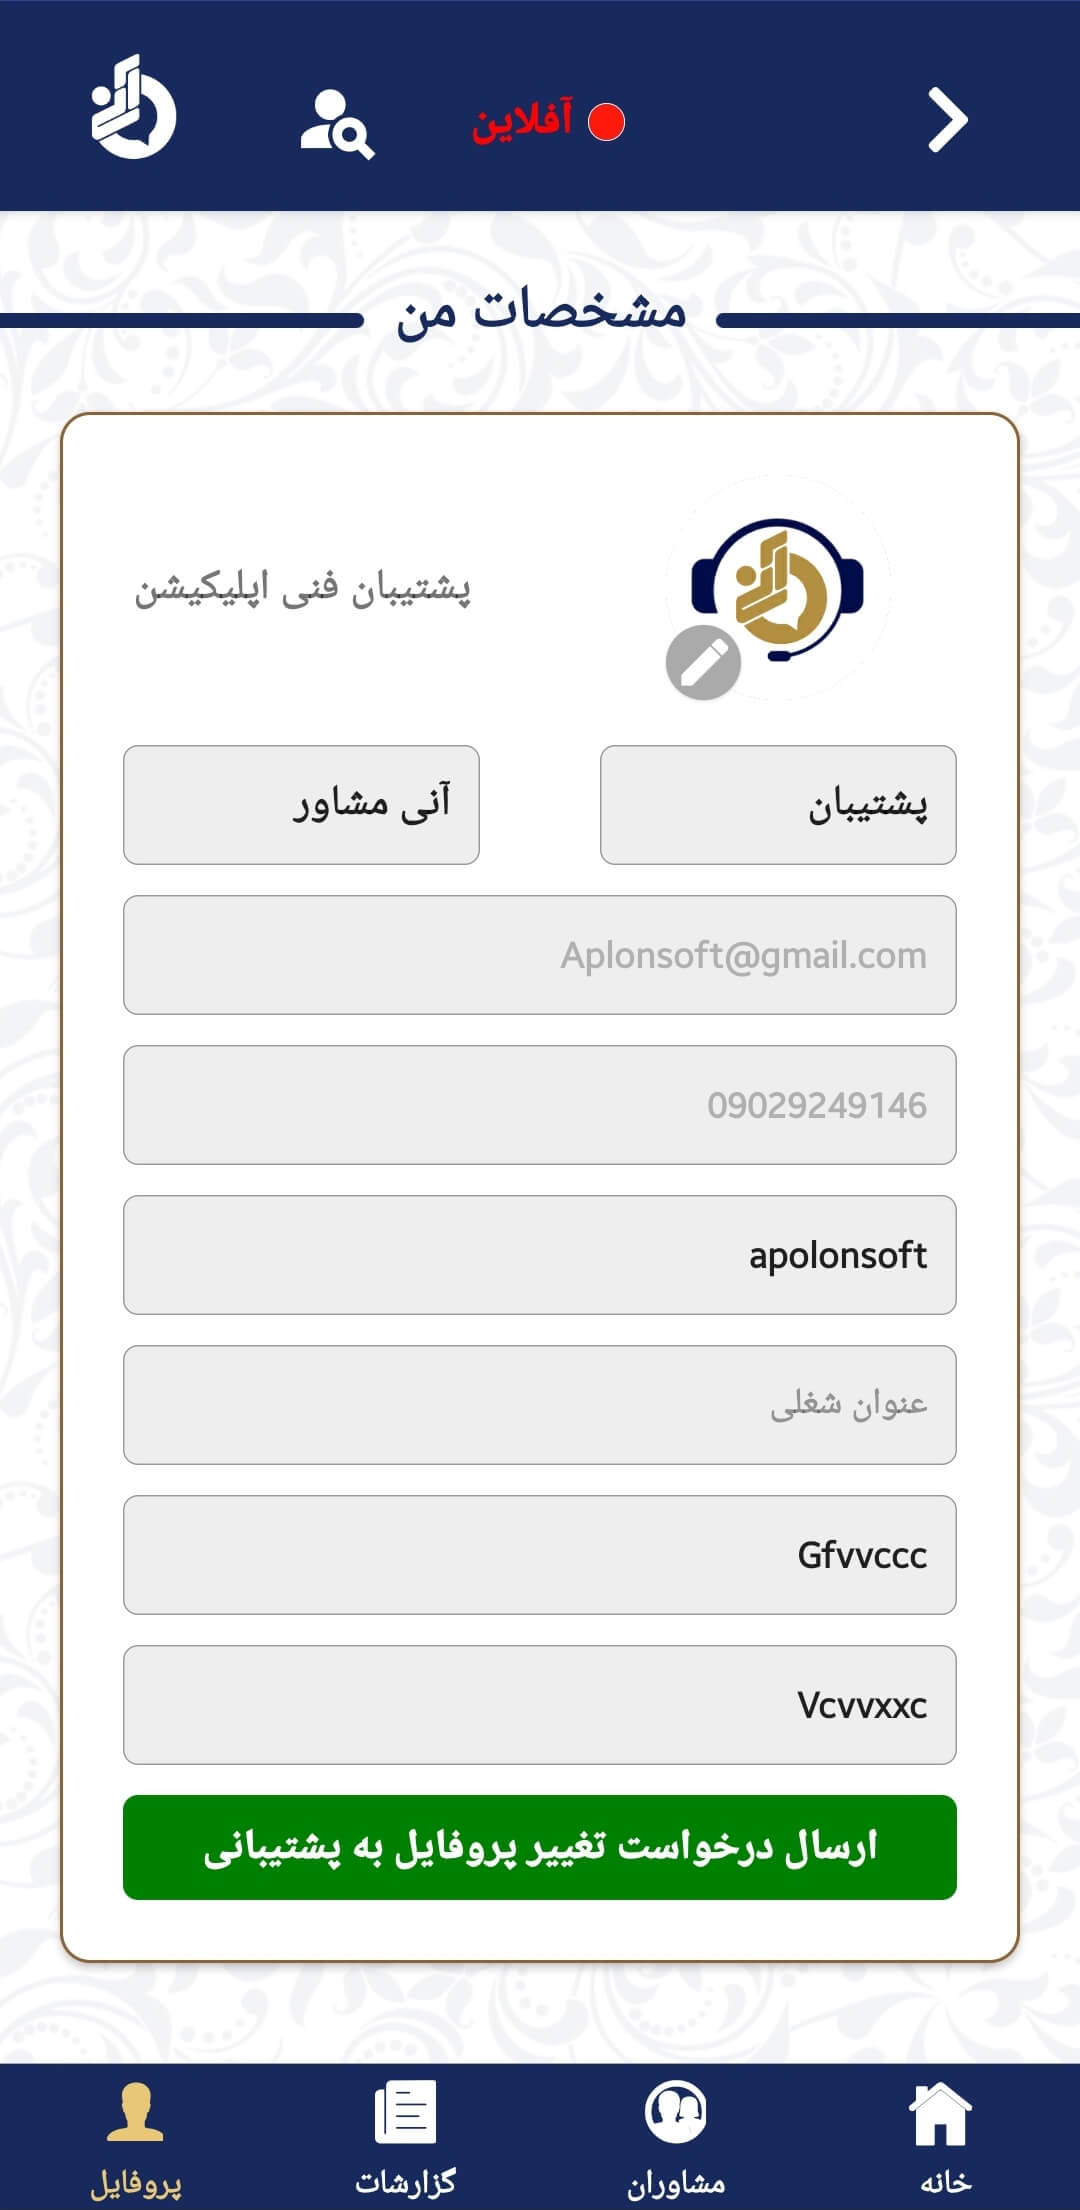 آفلاین
مشخصات من
پشتیبان فنی اپلیکیشن
پشتیبان
آنی مشاور
Aplonsoft@gmail.com
09029249146
apolonsoft
عنوان شغلی
Gfvvccc
Vcvvxxc
ارسال درخواست تغییر پروفایل به پشتیبانی
خانه
مشاوران
گزارشات
پروفایل